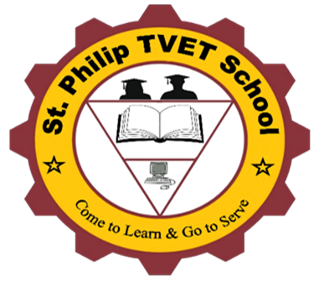 St. Philip TVET School
Come to Learn & Go to Serve